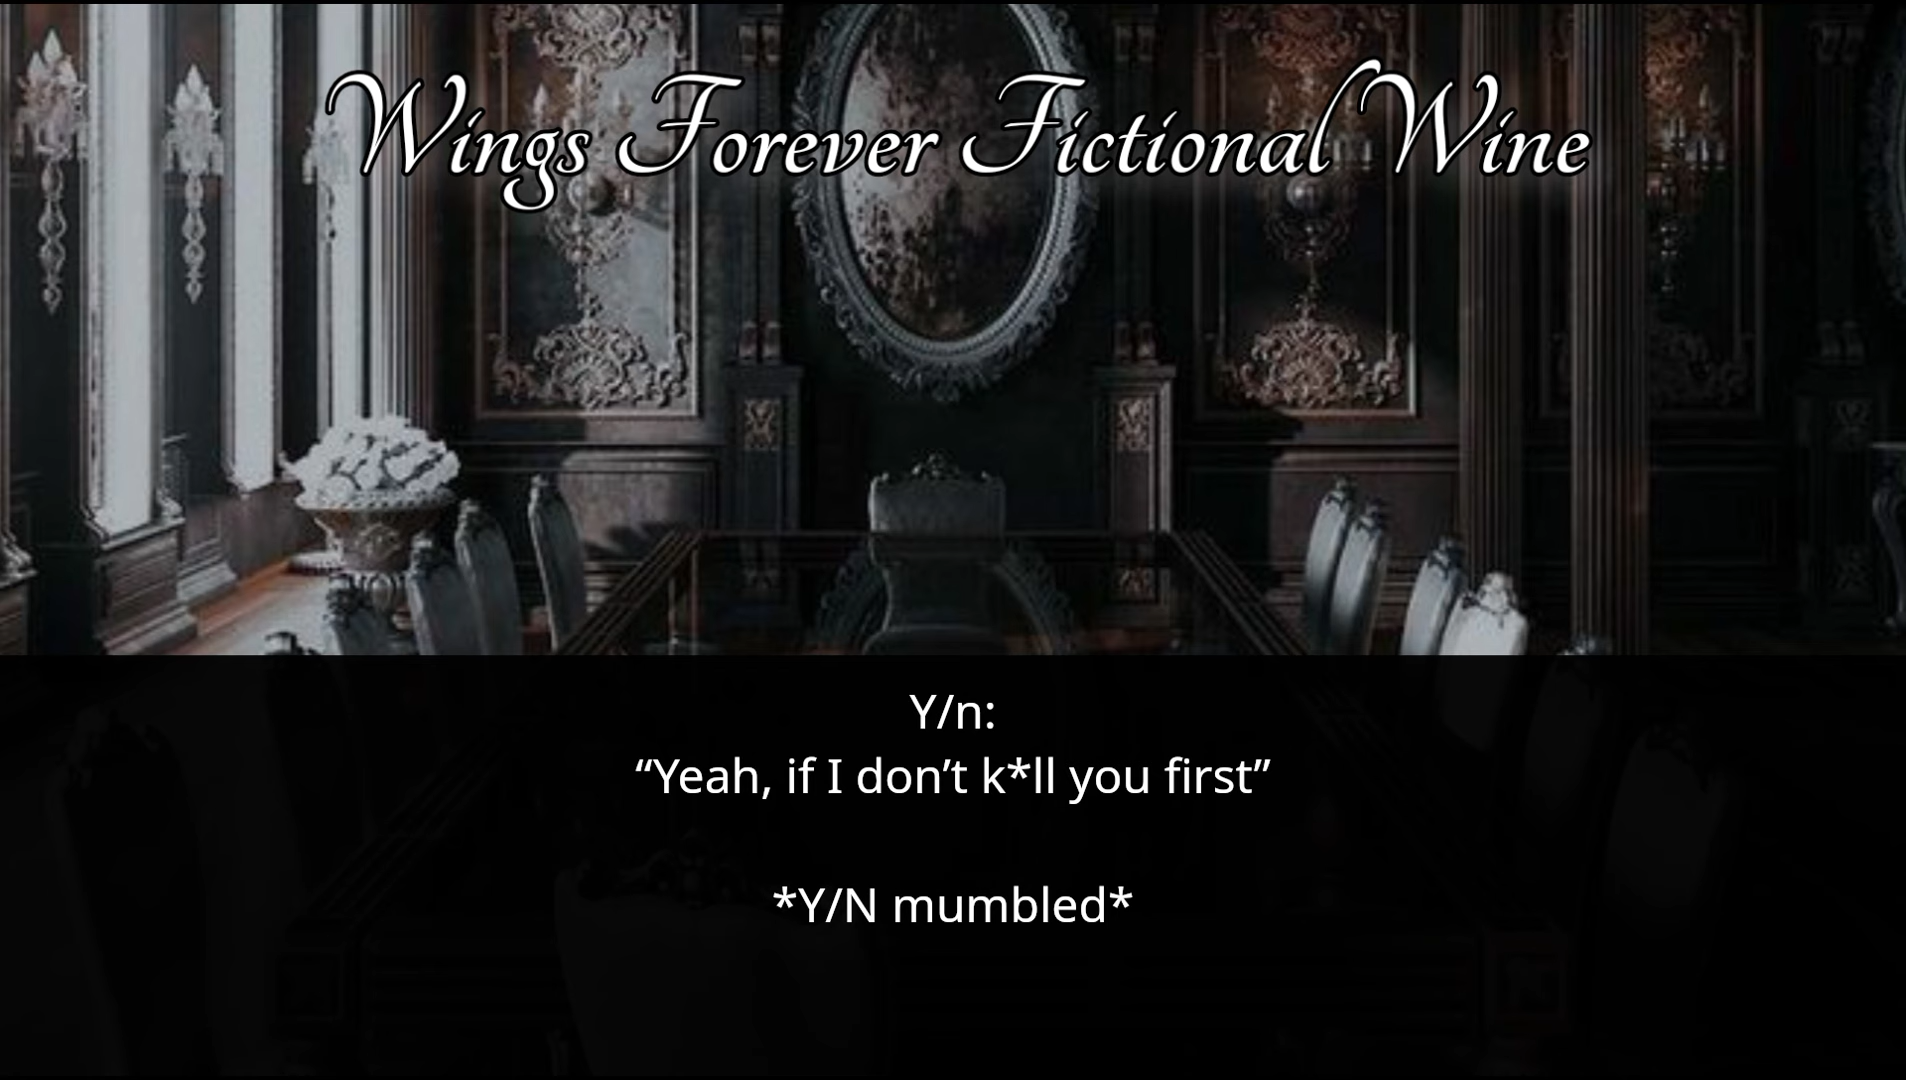 Wings Forever Fictional Wine
Y/n:
“Yeah, if I don’t k*ll you first”
*Y/N mumbled*